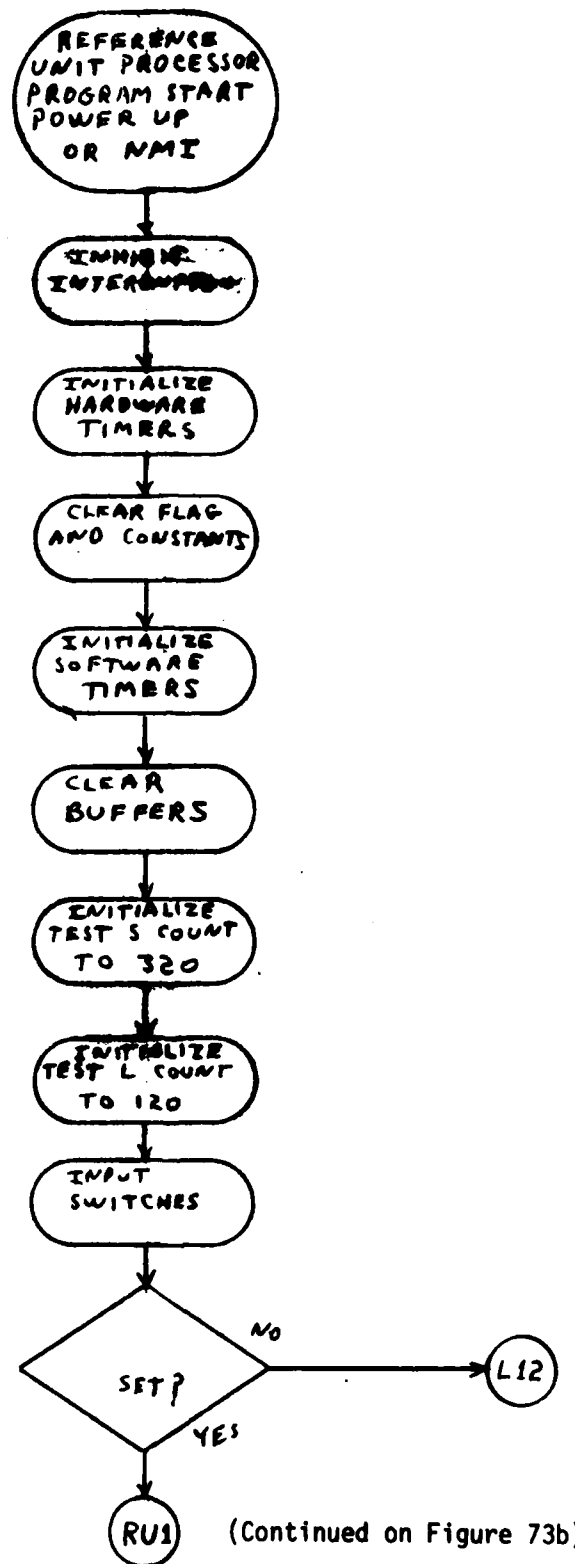 REFERENCE
UNIT PROCESSOR
PROGRAM START
POWER UP
OR NMI
INITIALIZE
HARDWARE
TIMERS
CLEAR FLAG
AND CONSTANTS
INITIALIZE
SOFTWARE
TIMERS
CLEAR
BUFFERS
INITIALIZE
TEST S COUNT
TO 320
INITIALIZE
TEST L COUNT
TO 120
INPUT
SWITCHES
NO
SET?
L12
YES
RU1 (Continued on Figure 73b)